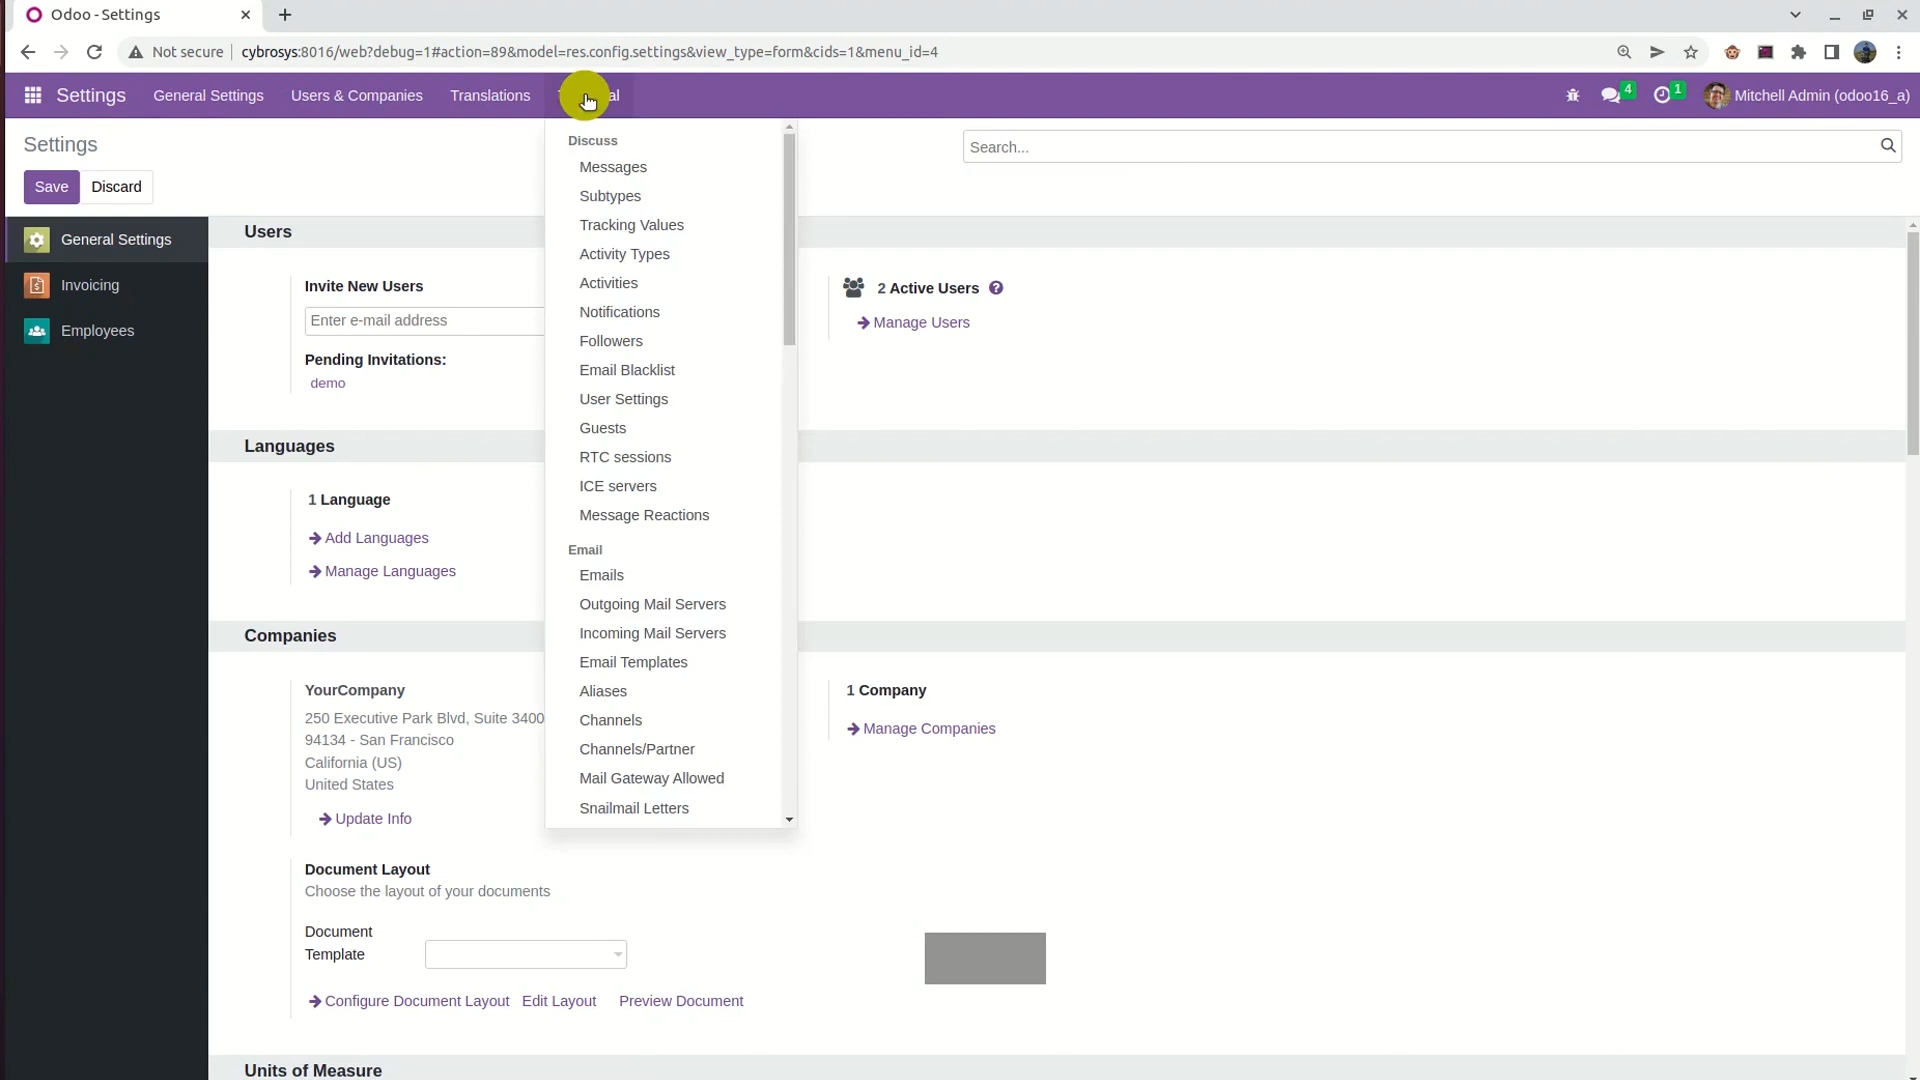 Odoo - Settings
Not secure
cybrosys:8016/web?debug=1#action=89&model=res.config.settings&view_type=form&cids=1&menu_id=4
Settings
General Settings
Users & Companies
Translations
4
1
Mitchell Admin (odoo16_a)
Settings
Search...
Save
Discard
General Settings
Invoicing
Employees
Discuss
Messages
Subtypes
Tracking Values
Activity Types
Activities
Notifications
Followers
Email Blacklist
User Settings
Guests
RTC sessions
ICE servers
Message Reactions
Email
Emails
Outgoing Mail Servers
Incoming Mail Servers
Email Templates
Aliases
Channels
Channels/Partner
Mail Gateway Allowed
Snailmail Letters
Users
Invite New Users
Enter e-mail address
Pending Invitations:
demo
2 Active Users
Manage Users
Languages
1 Language
Add Languages
Manage Languages
Companies
YourCompany
250 Executive Park Blvd, Suite 3400
94134 - San Francisco
California (US)
United States
Update Info
1 Company
Manage Companies
Document Layout
Choose the layout of your documents
Document
Template
Configure Document Layout
Edit Layout
Preview Document
Units of Measure